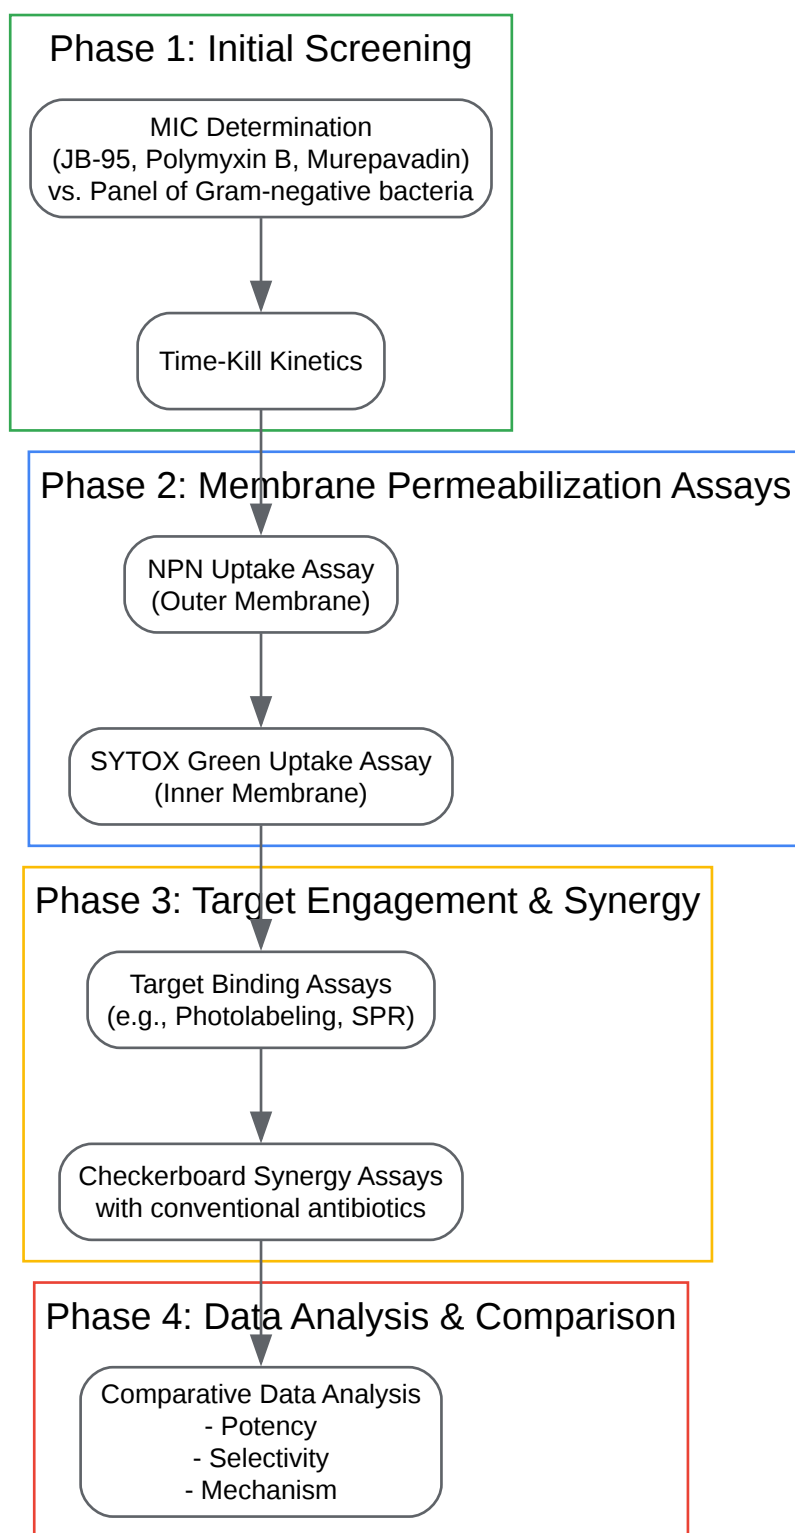 Phase 1: Initial Screening
MIC Determination
(JB-95, Polymyxin B, Murepavadin)
vs. Panel of Gram-negative bacteria
Time-Kill Kinetics
Phase 2: Membrane Permeabilization Assays
NPN Uptake Assay
(Outer Membrane)
SYTOX Green Uptake Assay
(Inner Membrane)
Phase 3: Target Engagement & Synergy
Target Binding Assays
(e.g., Photolabeling, SPR)
Checkerboard Synergy Assays
with conventional antibiotics
Phase 4: Data Analysis & Comparison
Comparative Data Analysis
- Potency
- Selectivity
- Mechanism